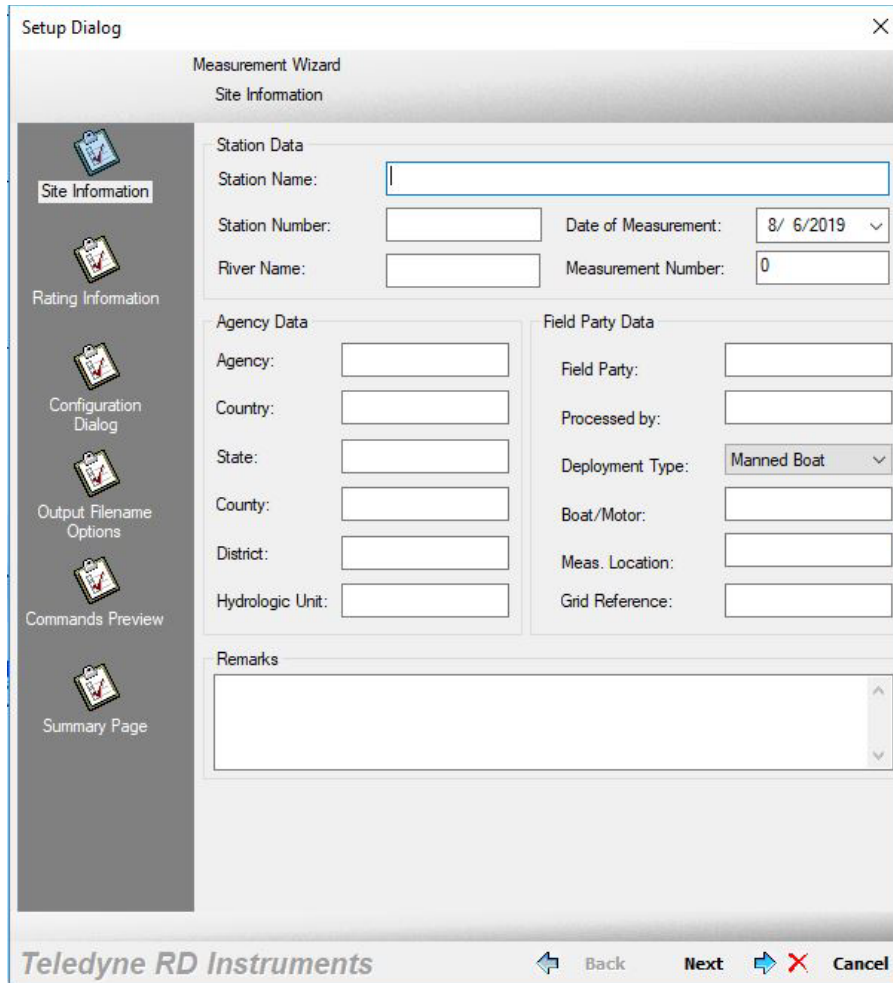 Setup Dialog
Measurement Wizard
Site Information
Site Information
Rating Information
Configuration
Dialog
Output Filename
Options
Commands Preview
Summary Page
Station Data
Station Name:
Station Number:
Date of Measurement: 8/ 6/2019
River Name:
Measurement Number: 0
Agency Data
Agency:
Country:
State:
County:
District:
Hydrologic Unit:
Field Party Data
Field Party:
Processed by:
Deployment Type: Manned Boat
Boat/Motor:
Meas. Location:
Grid Reference:
Remarks
Teledyne RD Instruments
Back Next Cancel